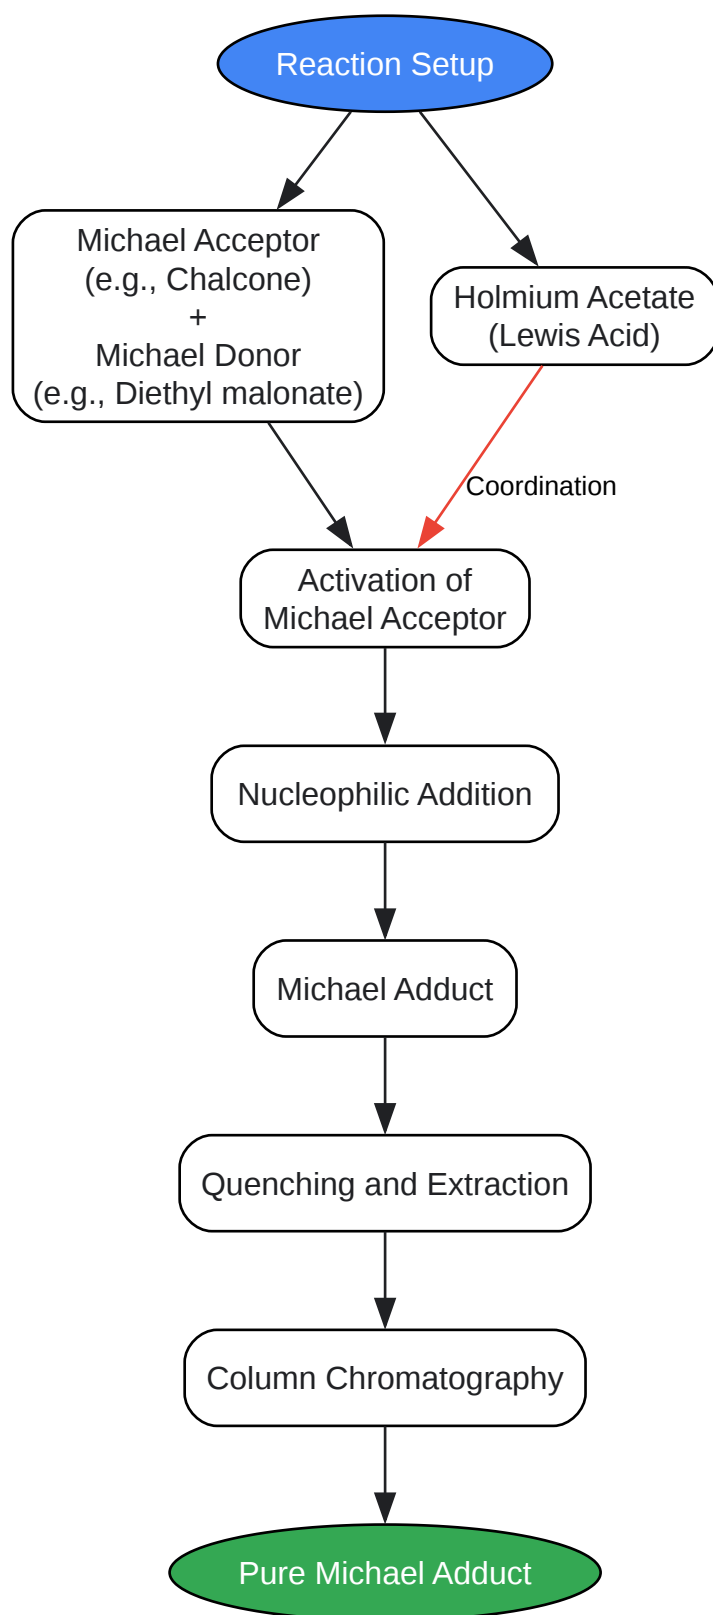 Reaction Setup
Michael Acceptor
(e.g., Chalcone)
+
Michael Donor
(e.g., Diethyl malonate)
Holmium Acetate
(Lewis Acid)
Coordination
Activation of
Michael Acceptor
Nucleophilic Addition
Michael Adduct
Quenching and Extraction
Column Chromatography
Pure Michael Adduct